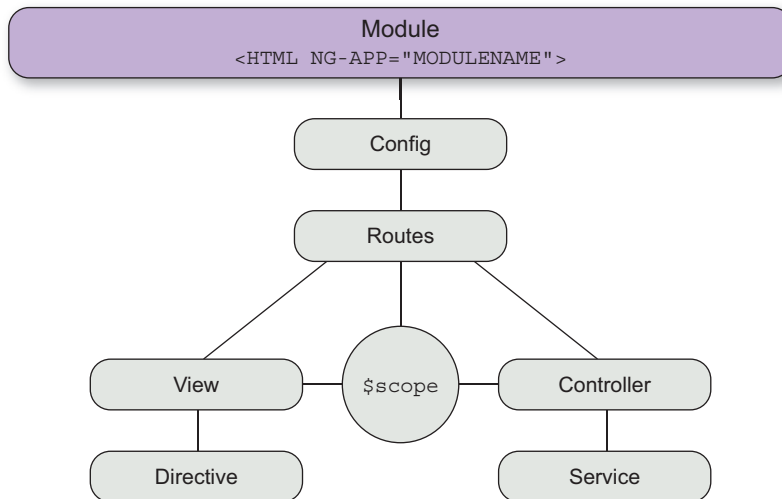 Module
<HTML NG-APP="MODULENAME">
Config
Routes
View
$scope
Controller
Directive
Service